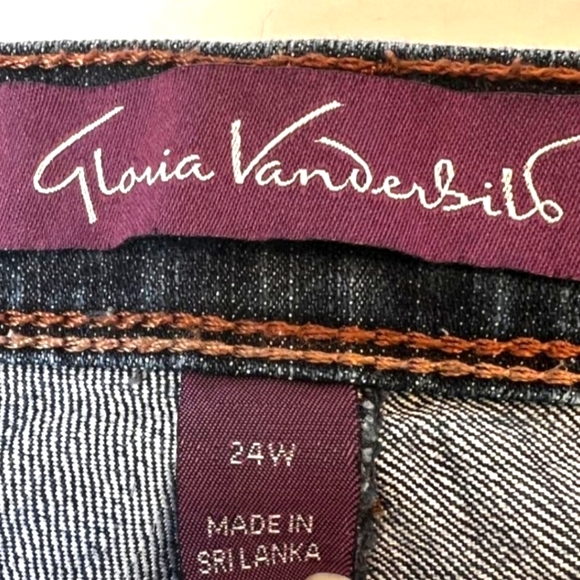 Gloria Vanderbilt
24W
MADE IN
SRI LANKA